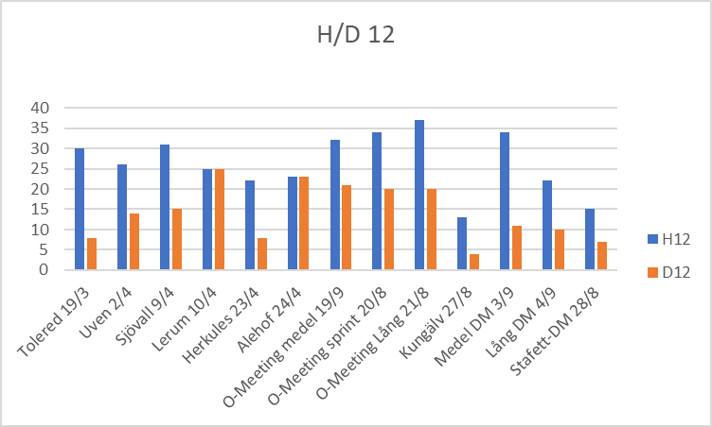 H/D 12
40
35
30
25
20
15
10
5
0
Tolered 19/3
Uven 2/4
Sjövall 9/4
Lerum 10/4
Herkules 23/4
Alehof 24/4
O-Meeting medel 19/9
O-Meeting sprint 20/8
O-Meeting Lång 21/8
Kungälv 27/8
Medel DM 3/9
Lång DM 4/9
Stafett-DM 28/8
H12
D12